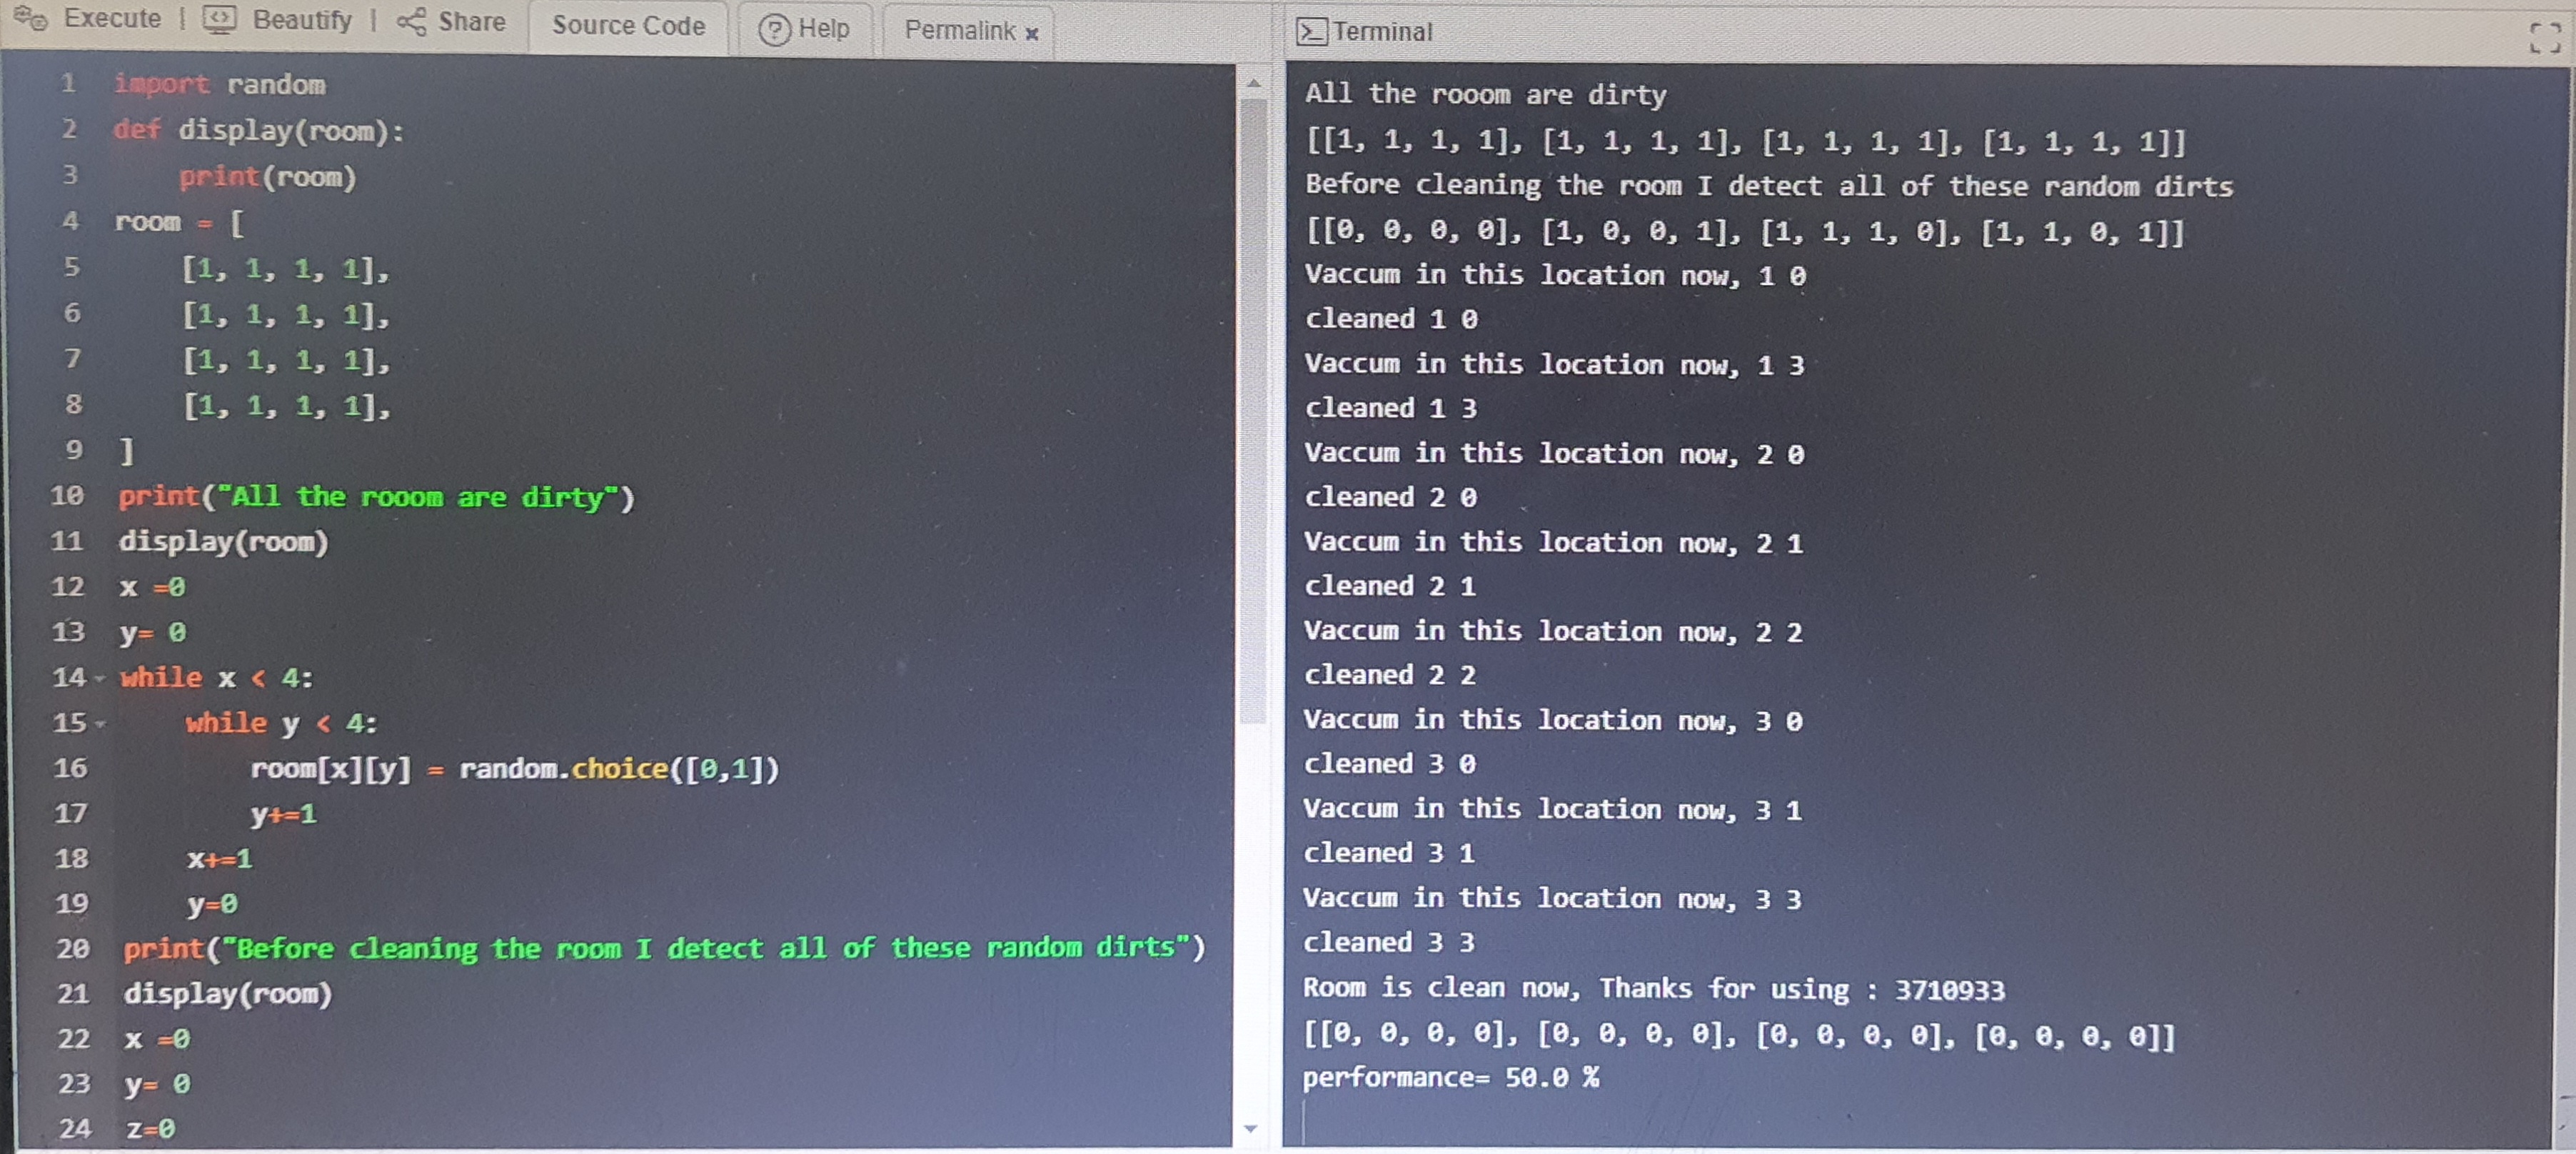 Execute | Beautify | Share Source Code Help Permalink x
1 import random
2 def display(room):
3     print(room)
4 room = [
5     [1, 1, 1, 1],
6     [1, 1, 1, 1],
7     [1, 1, 1, 1],
8     [1, 1, 1, 1],
9 ]
10 print("All the rooom are dirty")
11 display(room)
12 x =0
13 y= 0
14 while x < 4:
15     while y < 4:
16         room[x][y] = random.choice([0,1])
17         y+=1
18     x+=1
19     y=0
20 print("Before cleaning the room I detect all of these random dirts")
21 display(room)
22 x =0
23 y= 0
24 z=0
Terminal
All the rooom are dirty
[[1, 1, 1, 1], [1, 1, 1, 1], [1, 1, 1, 1], [1, 1, 1, 1]]
Before cleaning the room I detect all of these random dirts
[[0, 0, 0, 0], [1, 0, 0, 1], [1, 1, 1, 0], [1, 1, 0, 1]]
Vaccum in this location now, 1 0
cleaned 1 0
Vaccum in this location now, 1 3
cleaned 1 3
Vaccum in this location now, 2 0
cleaned 2 0
Vaccum in this location now, 2 1
cleaned 2 1
Vaccum in this location now, 2 2
cleaned 2 2
Vaccum in this location now, 3 0
cleaned 3 0
Vaccum in this location now, 3 1
cleaned 3 1
Vaccum in this location now, 3 3
cleaned 3 3
Room is clean now, Thanks for using : 3710933
[[0, 0, 0, 0], [0, 0, 0, 0], [0, 0, 0, 0], [0, 0, 0, 0]]
performance= 50.0 %